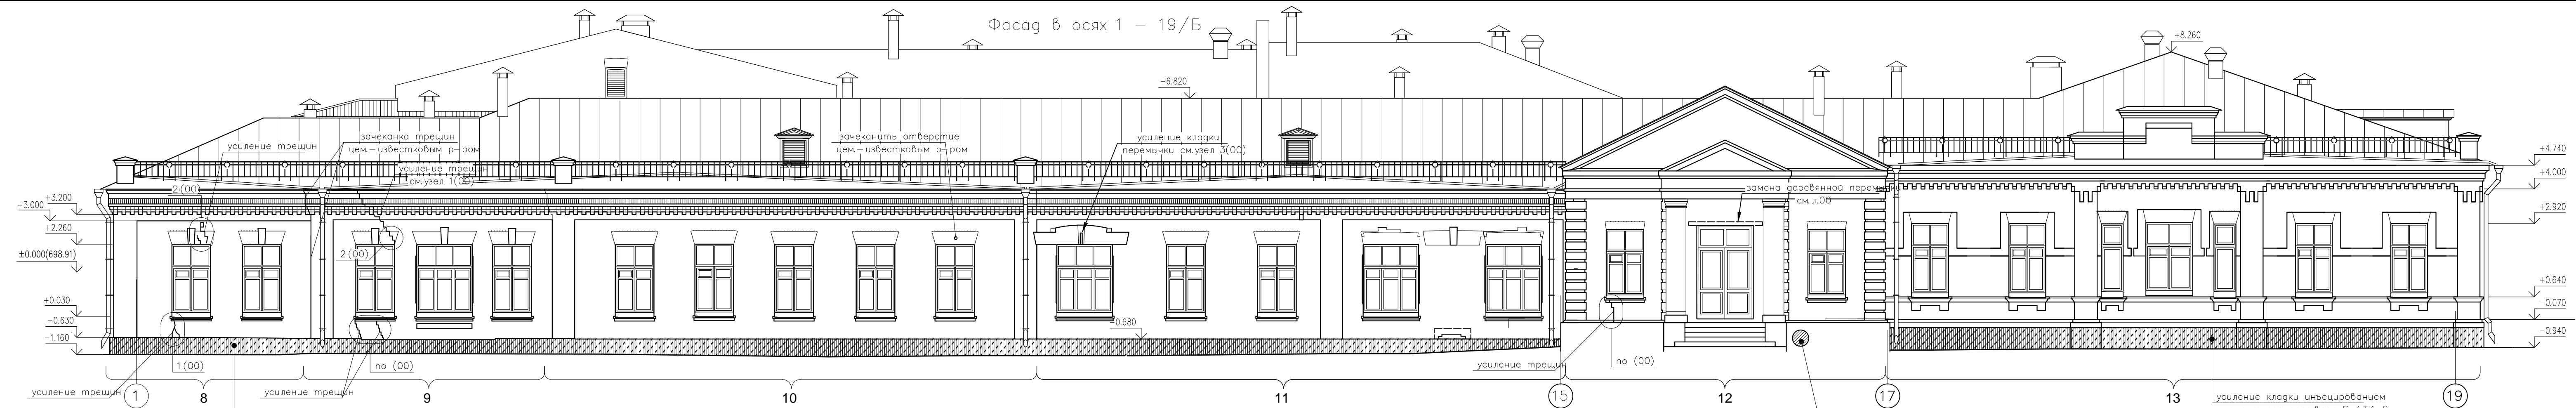 Фасад в осях 1 - 19/Б
+8.260
+6.820
зачеканка трещин
цем.-известковым р-ром
усиление трещин
усиление трещин
см.узел 1(00)
зачеканить отверстие
цем.-известковым р-ром
усиление кладки
перемычки см.узел 3(00)
замена деревянной
см.л.00
2(00)
2(00)
+3.200
+3.000
+2.260
±0.000(698.91)
+0.030
-0.630
-1.160
-0.680
+4.740
+4.000
+2.920
+0.640
-0.070
-0.940
1(00)
по (00)
по (00)
усиление трещин
усиление трещин
усиление трещин
усиление кладки инъецированием
1
8
9
10
11
15
12
17
13
19